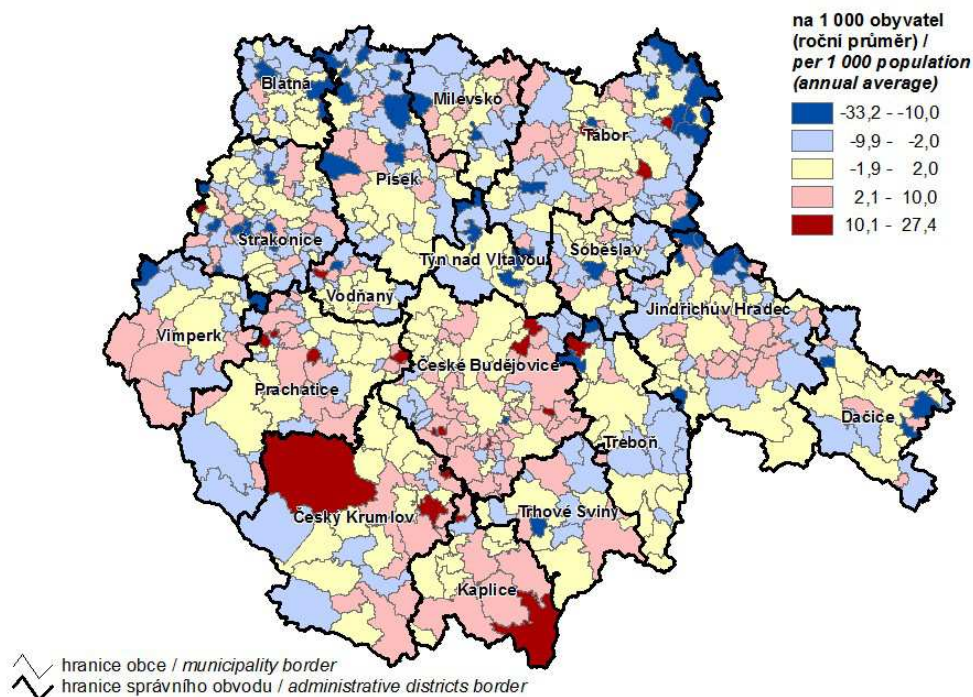 na 1 000 obyvatel
(roční průměr) /
per 1 000 population
(annual average)
-33,2 - -10,0
-9,9 - -2,0
-1,9 - 2,0
2,1 - 10,0
10,1 - 27,4
Blatná
Milevsko
Tábor
Písek
Strakonice
Týn nad Vltavou
Soběslav
Vodňany
Jindřichův Hradec
Vimperk
České Budějovice
Prachatice
Dačice
Třeboň
Český Krumlov
Trhové Sviny
Kaplice
hranice obce / municipality border
hranice správního obvodu / administrative districts border